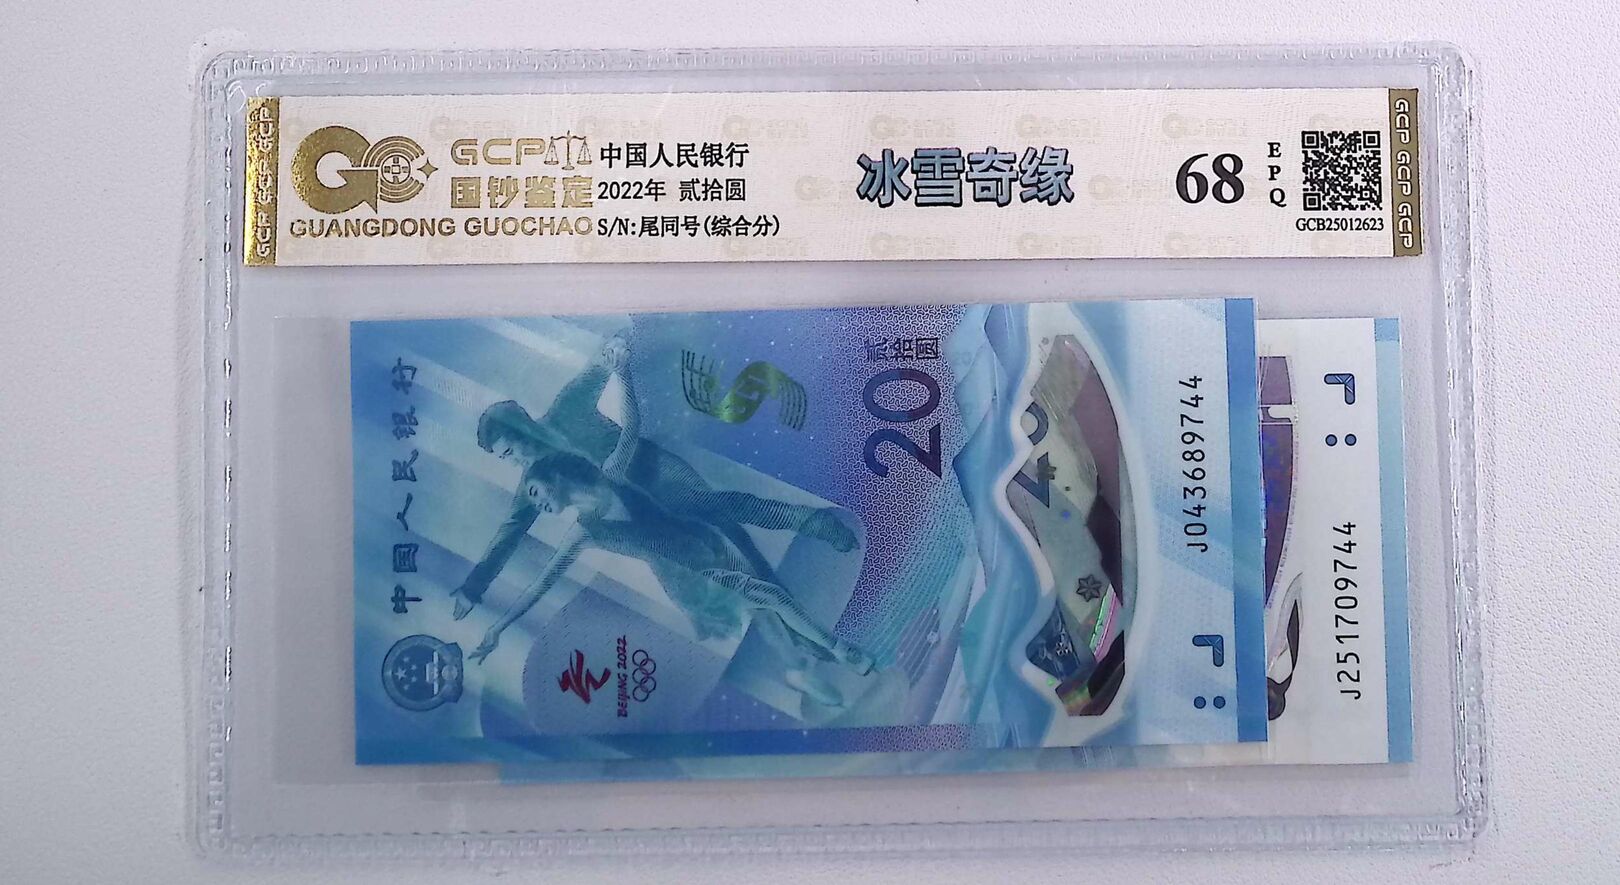 GCP GCP GCP
GCP
国钞鉴定
GUANGDONG GUOCHAO
中国人民银行
2022年 贰拾圆
S/N:尾同号(综合分)
冰雪奇缘
68
EPQ
GCB25012623
GCP GCP GCP
中国人民银行
BEIJING 2022
贰拾圆
20
J043689744
J251709744